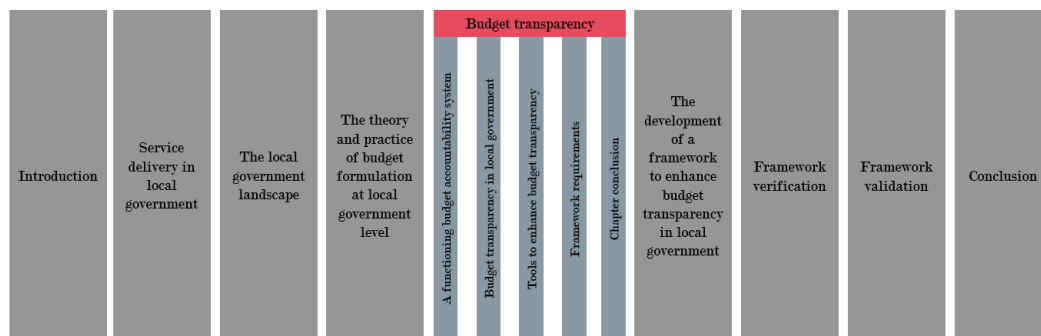 Introduction
Service
delivery in
local
government
The local
government
landscape
The theory
and practice
of budget
formulation
at local
government
level
Budget transparency
A functioning budget accountability system
Budget transparency in local government
Tools to enhance budget transparency
Framework requirements
Chapter conclusion
The
development
of a
framework
to enhance
budget
transparency
in local
government
Framework
verification
Framework
validation
Conclusion